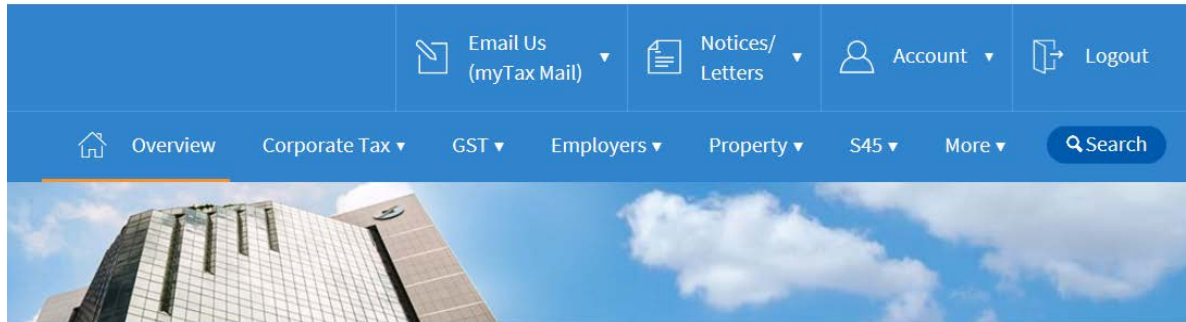 Email Us
(myTax Mail)
Notices/
Letters
Account
Logout
Overview
Corporate Tax
GST
Employers
Property
S45
More
Search